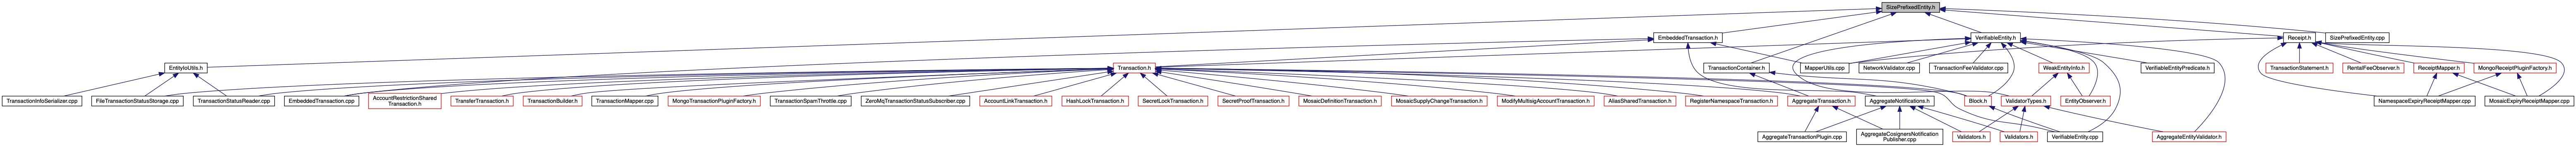 SizePrefixedEntity.h
EmbeddedTransaction.h
VerifiableEntity.h
Receipt.h
SizePrefixedEntity.cpp
EntityIoUtils.h
Transaction.h
TransactionContainer.h
MapperUtils.cpp
NetworkValidator.cpp
TransactionFeeValidator.cpp
WeakEntityInfo.h
VerifiableEntityPredicate.h
TransactionStatement.h
RentalFeeObserver.h
ReceiptMapper.h
MongoReceiptPluginFactory.h
TransactionInfoSerializer.cpp
FileTransactionStatusStorage.cpp
TransactionStatusReader.cpp
EmbeddedTransaction.cpp
AccountRestrictionShared
Transaction.h
TransferTransaction.h
TransactionBuilder.h
TransactionMapper.cpp
MongoTransactionPluginFactory.h
TransactionSpamThrottle.cpp
ZeroMqTransactionStatusSubscriber.cpp
AccountLinkTransaction.h
HashLockTransaction.h
SecretLockTransaction.h
SecretProofTransaction.h
MosaicDefinitionTransaction.h
MosaicSupplyChangeTransaction.h
ModifyMultisigAccountTransaction.h
AliasSharedTransaction.h
RegisterNamespaceTransaction.h
AggregateTransaction.h
AggregateNotifications.h
Block.h
ValidatorTypes.h
EntityObserver.h
NamespaceExpiryReceiptMapper.cpp
MosaicExpiryReceiptMapper.cpp
AggregateTransactionPlugin.cpp
AggregateCosignersNotification
Publisher.cpp
Validators.h
Validators.h
VerifiableEntity.cpp
AggregateEntityValidator.h